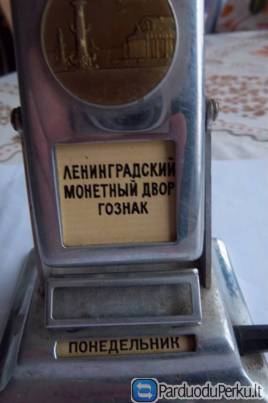 ЛЕНИНГРАДСКИЙ
МОНЕТНЫЙ ДВОР
ГОЗНАК
ПОНЕДЕЛЬНИК
ParduoduPerku.lt